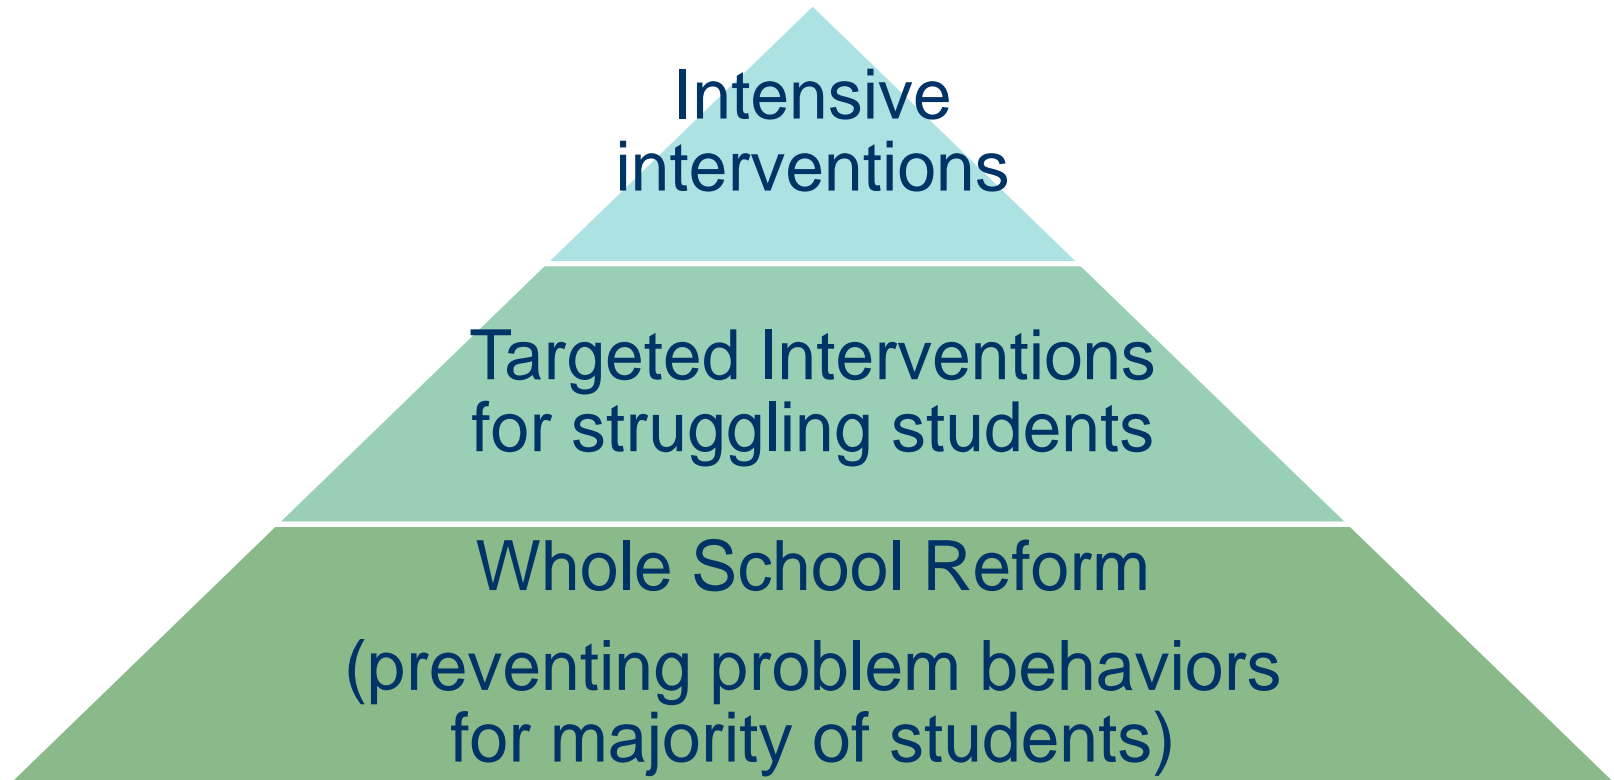 Intensive
interventions
Targeted Interventions
for struggling students
Whole School Reform
(preventing problem behaviors
for majority of students)